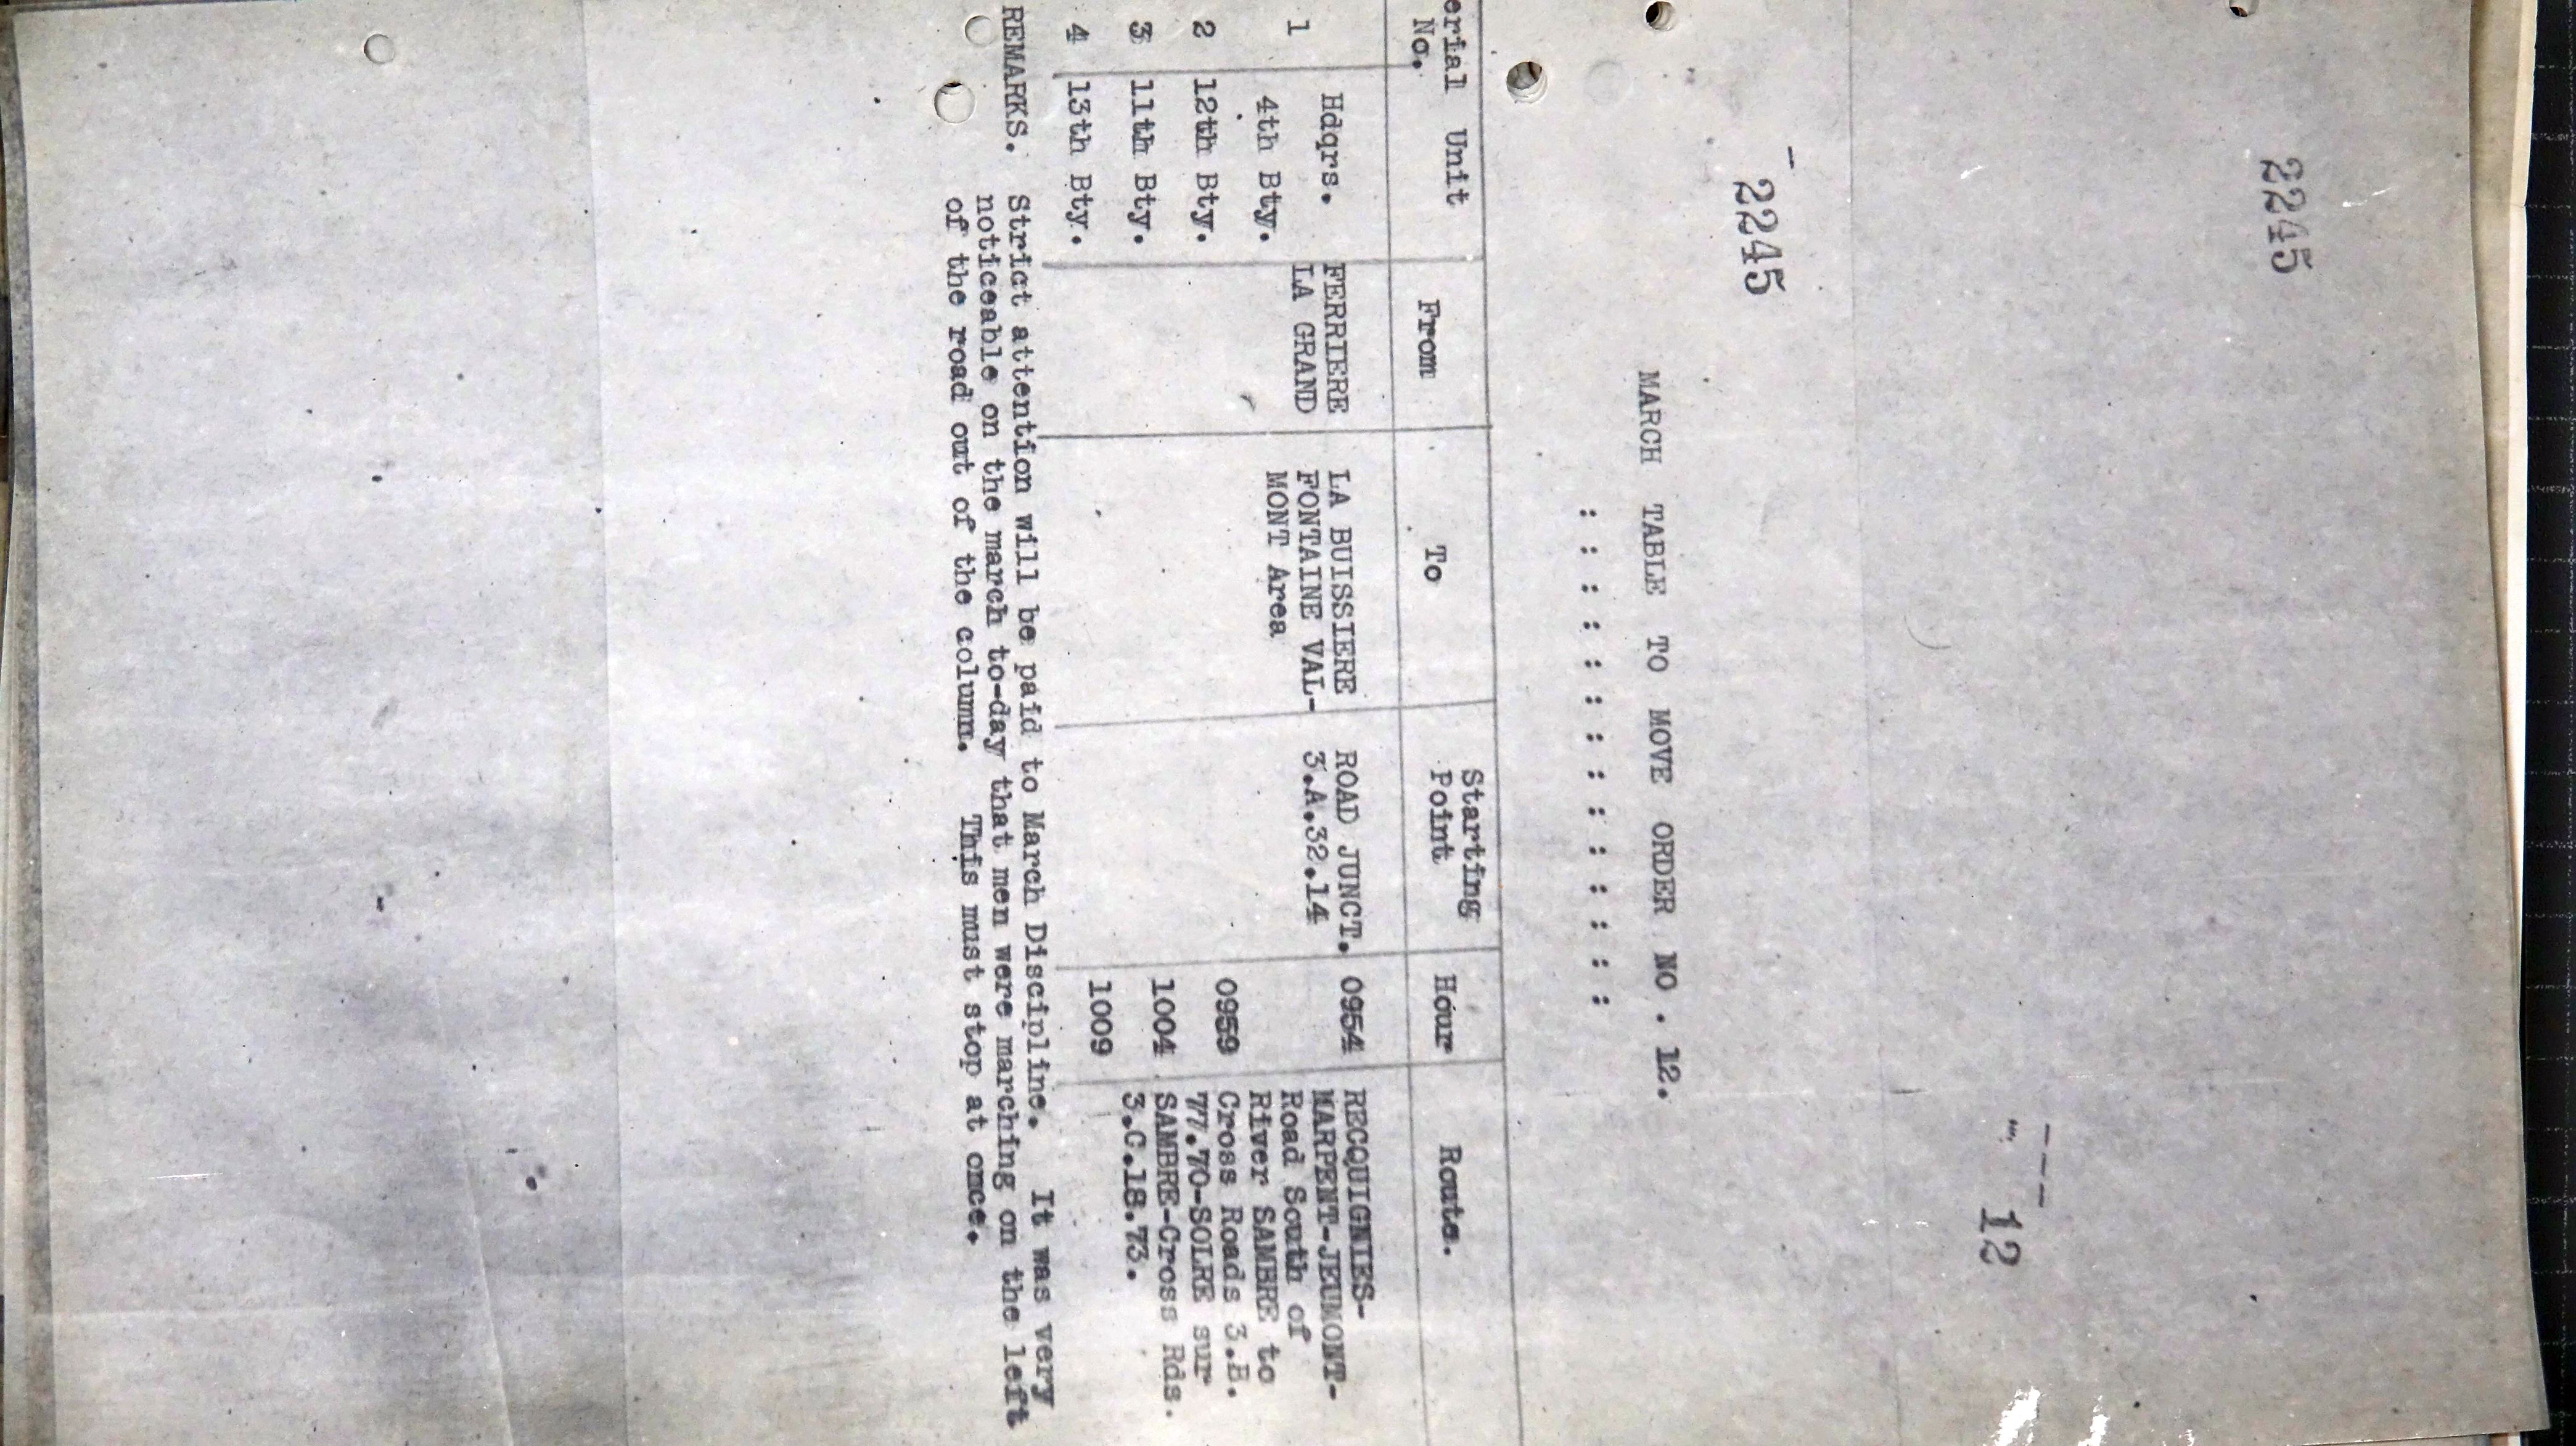 2245
--- 12
"'
- 2245
MARCH TABLE TO MOVE ORDER NO . 12.
: : : : : : : : : : : : : :
erial No. Unit From To Starting Point Hour Route.
1 Hdqrs. FERRIERE LA BUISSIERE ROAD JUNCT. 0954 RECQUIGNIES-
4th Bty. LA GRAND FONTAINE VAL- 3.A.32.14 MARPENT-JEUMONT-
MONT Area Road South of
River SAMBRE to
2 12th Bty. 0959 Cross Roads 3.B.
77.70-SOLRE sur
3 11th Bty. 1004 SAMBRE-Cross Rds.
3.C.18.73.
4 13th Bty. 1009
REMARKS. Strict attention will be paid to March Discipline. It was very
noticeable on the march to-day that men were marching on the left
of the road out of the column. This must stop at once.